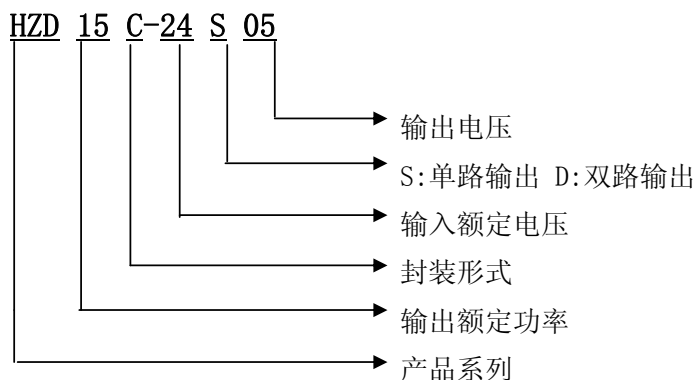 HZD 15 C-24 S 05
输出电压
S:单路输出 D:双路输出
输入额定电压
封装形式
输出额定功率
产品系列